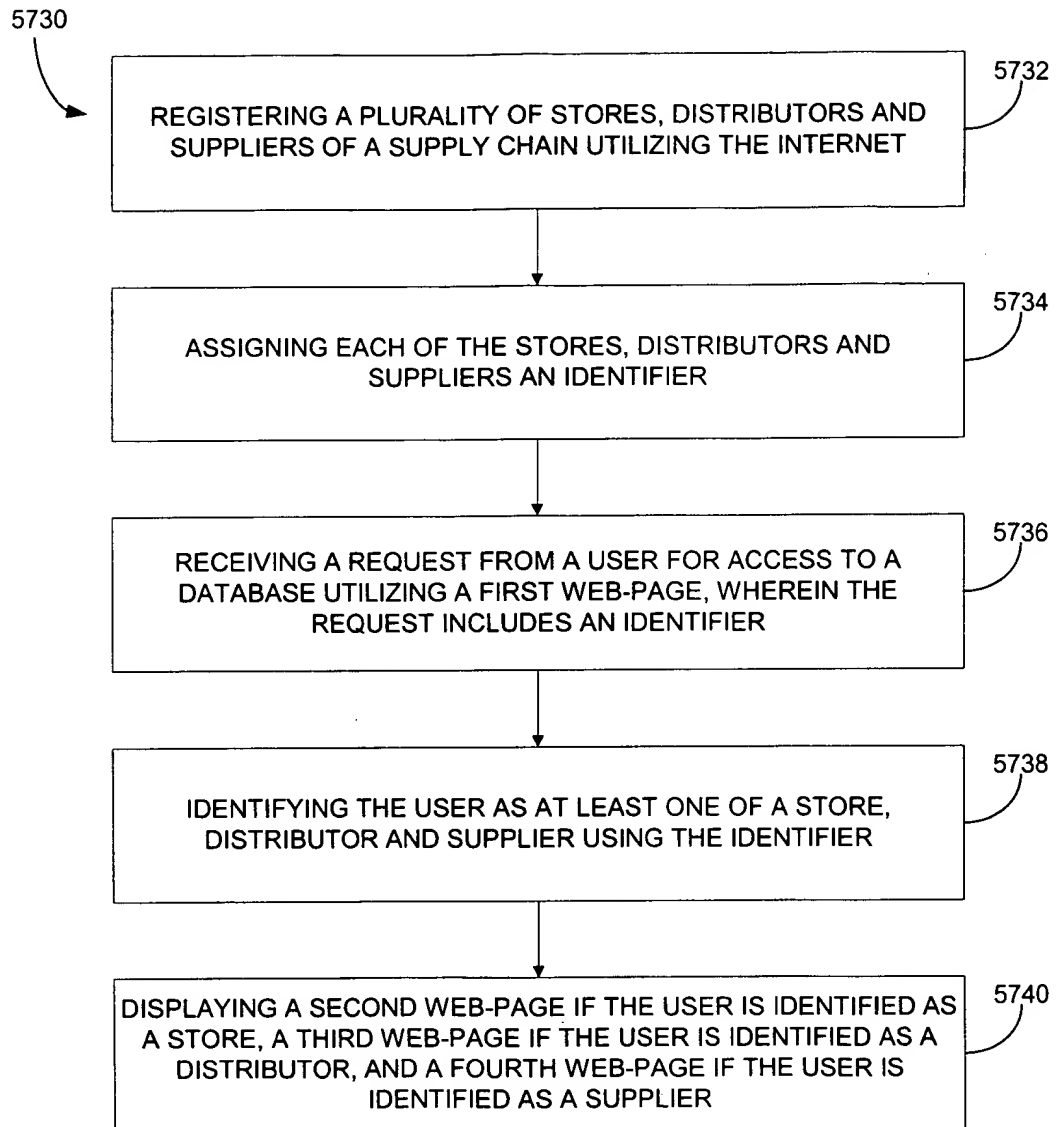 5730
5732
REGISTERING A PLURALITY OF STORES, DISTRIBUTORS AND
SUPPLIERS OF A SUPPLY CHAIN UTILIZING THE INTERNET
5734
ASSIGNING EACH OF THE STORES, DISTRIBUTORS AND
SUPPLIERS AN IDENTIFIER
5736
RECEIVING A REQUEST FROM A USER FOR ACCESS TO A
DATABASE UTILIZING A FIRST WEB-PAGE, WHEREIN THE
REQUEST INCLUDES AN IDENTIFIER
5738
IDENTIFYING THE USER AS AT LEAST ONE OF A STORE,
DISTRIBUTOR AND SUPPLIER USING THE IDENTIFIER
5740
DISPLAYING A SECOND WEB-PAGE IF THE USER IS IDENTIFIED AS
A STORE, A THIRD WEB-PAGE IF THE USER IS IDENTIFIED AS A
DISTRIBUTOR, AND A FOURTH WEB-PAGE IF THE USER IS
IDENTIFIED AS A SUPPLIER